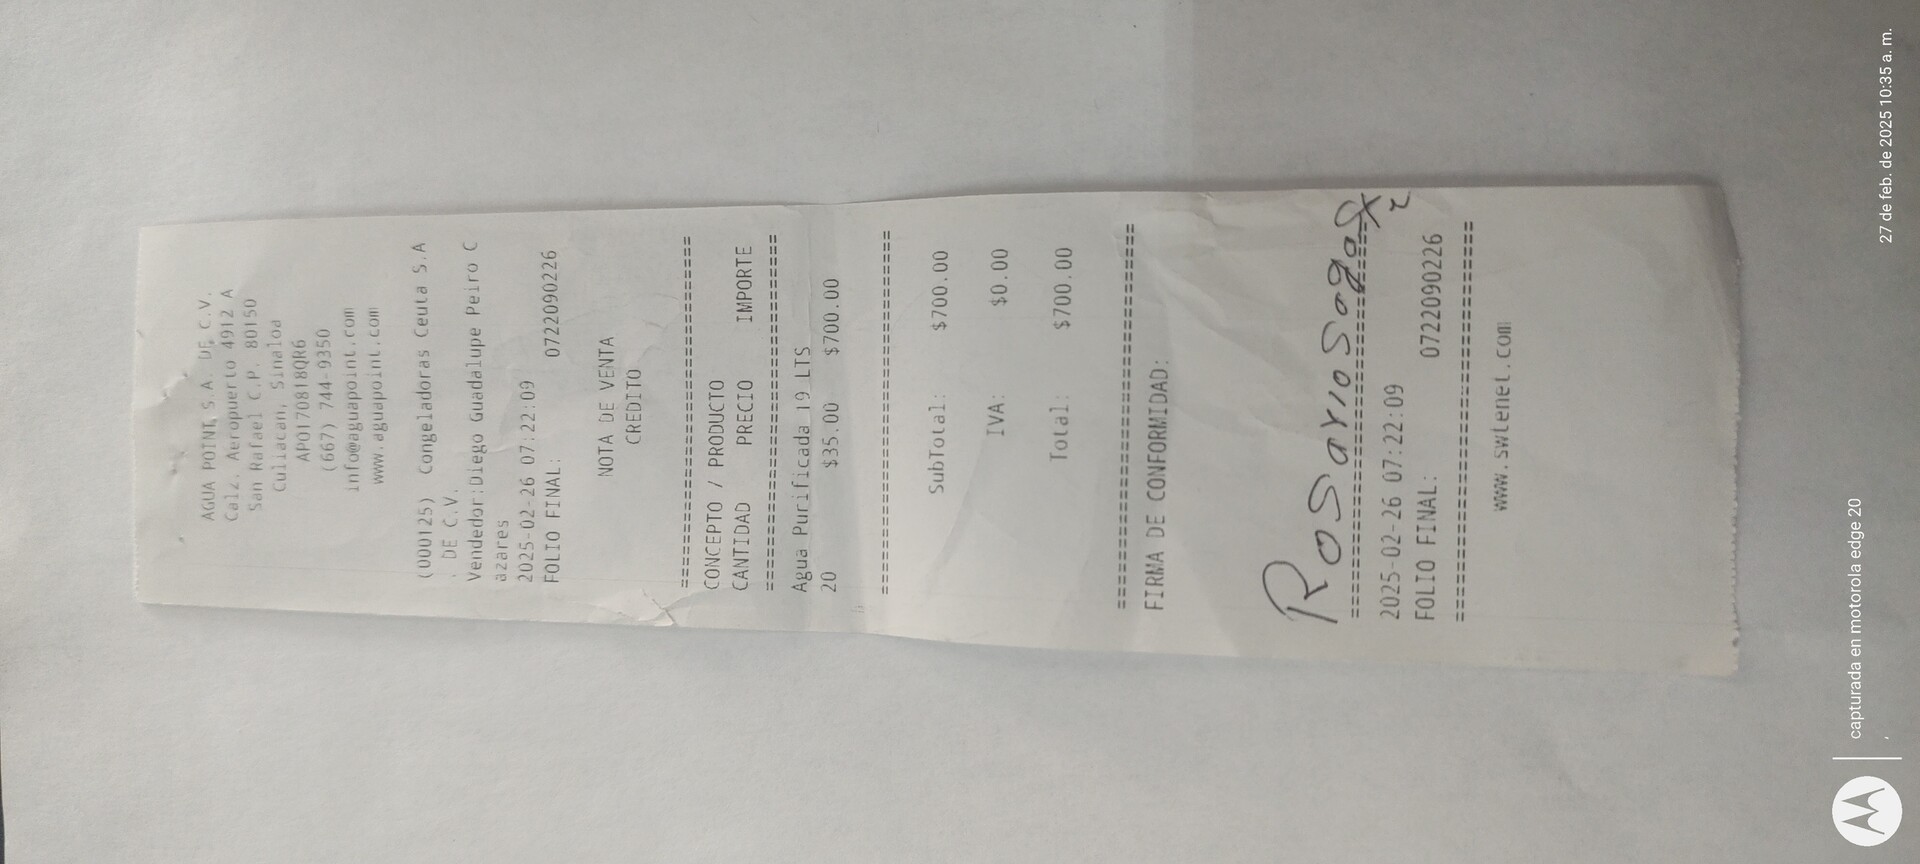 AGUA POINT, S.A. DE C.V.
Calz. Aeropuerto 4912 A
San Rafael C.P. 80150
Culiacan, Sinaloa
APO170818QR6
(667) 744-9350
info@aguapoint.com
www.aguapoint.com
(000125) Congeladoras Ceuta S.A
. DE C.V.
Vendedor:Diego Guadalupe Peiro C
azares
2025-02-26 07:22:09
FOLIO FINAL: 0722090226
NOTA DE VENTA
CREDITO
================================
CONCEPTO / PRODUCTO
CANTIDAD PRECIO IMPORTE
================================
Agua Purificada 19 LTS
20 $35.00 $700.00
================================
SubTotal: $700.00
IVA: $0.00
Total: $700.00
================================
FIRMA DE CONFORMIDAD:
Rosario
================================
2025-02-26 07:22:09
FOLIO FINAL: 0722090226
================================
www.swtenet.com
capturada en motorola edge 20
27 de feb. de 2025 10:35 a. m.